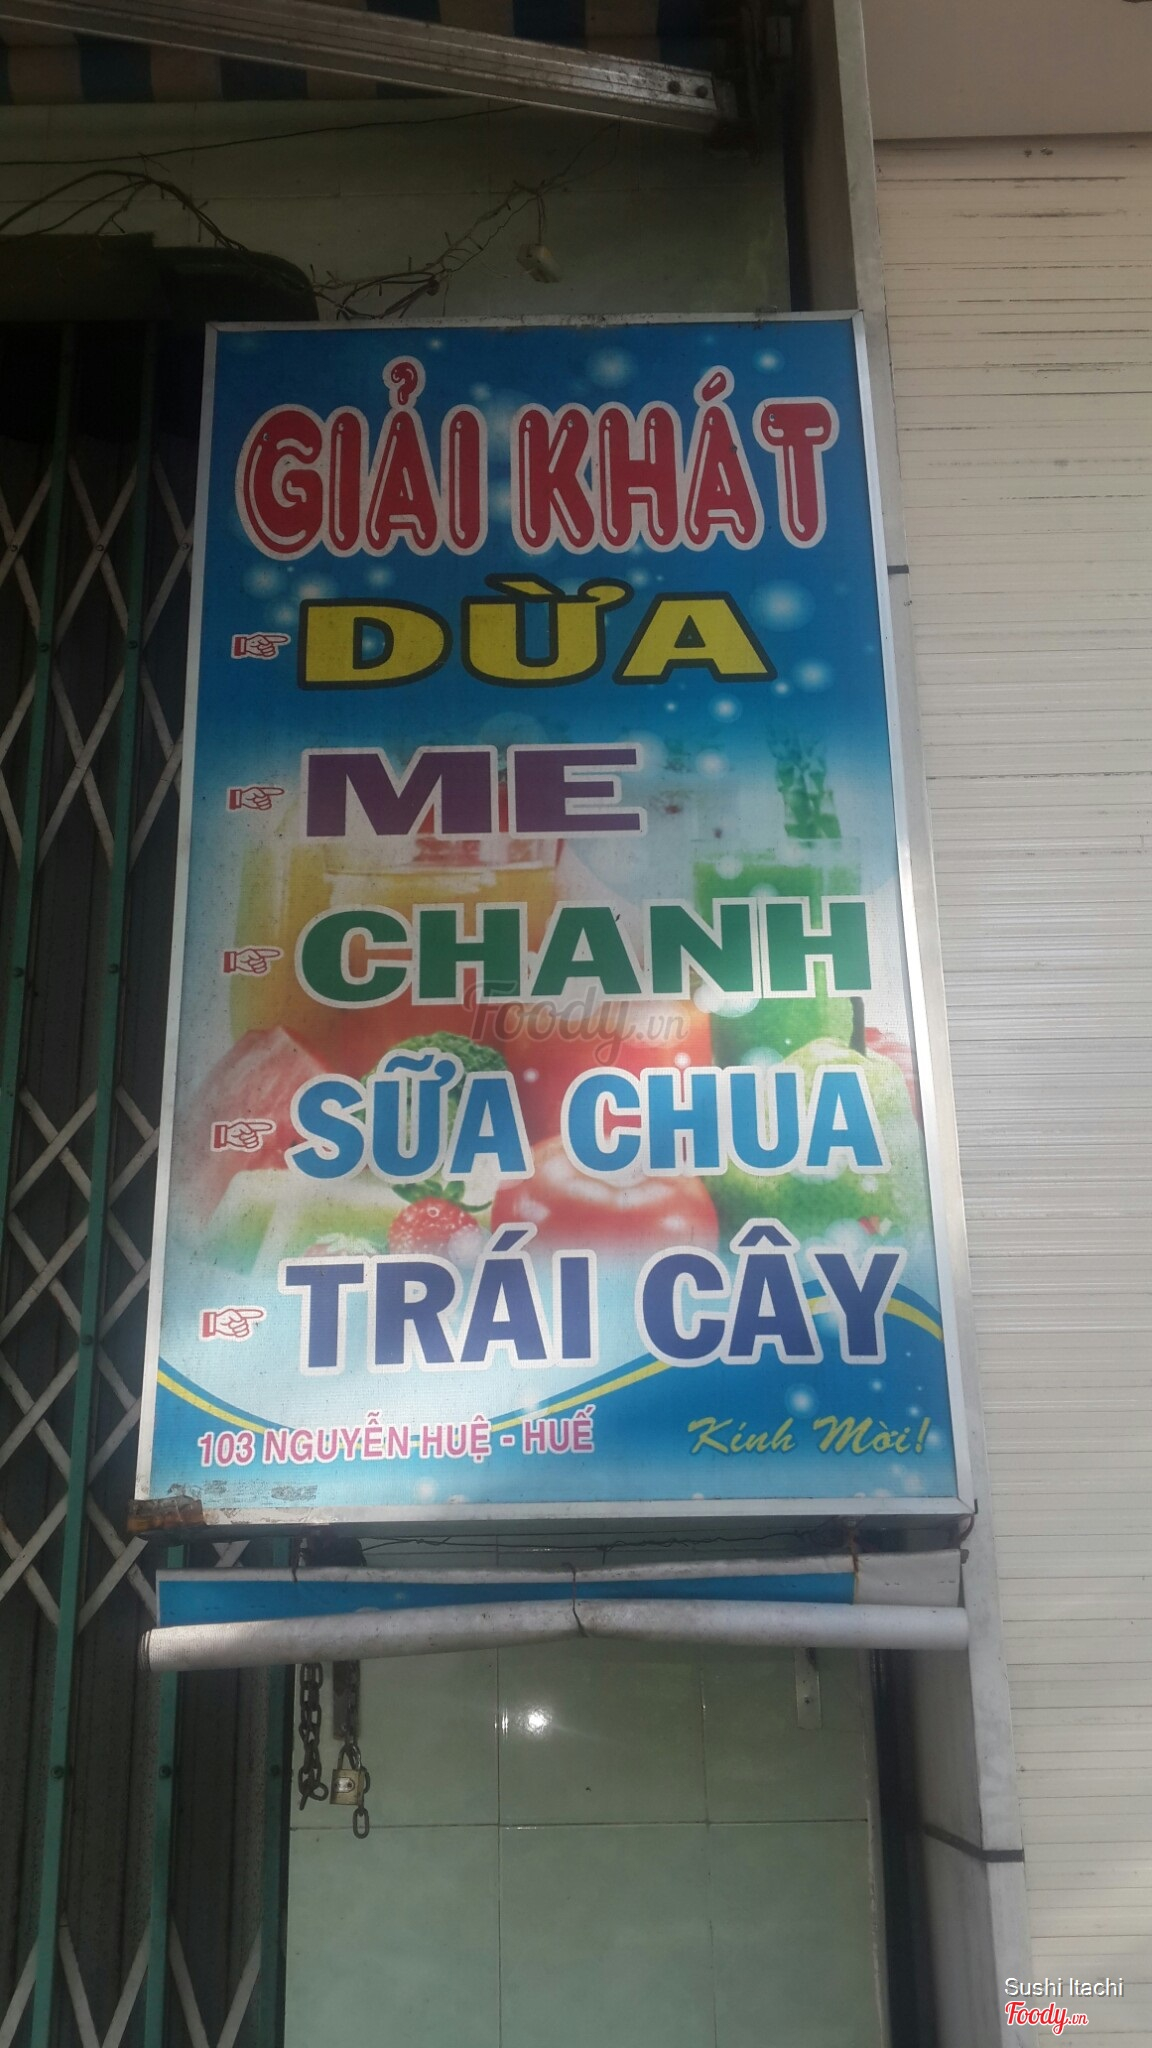 GIẢI KHÁT
DỪA
ME
CHANH
SỮA CHUA
TRÁI CÂY
103 NGUYỄN HUỆ - HUẾ
Kính Mời!
Foody.vn
Sushi Itachi
Foody.vn